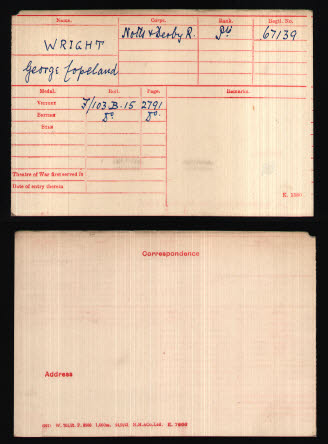 Name. Corps. Rank. Regtl. No.
WRIGHT Notts & Derby R. Pte 67139
George Copeland
Medal. Roll. Page. Remarks.
Victory F/103.B.15 2791
British Do Do.
Star
Theatre of War first served in
Date of entry therein
Correspondence
Address